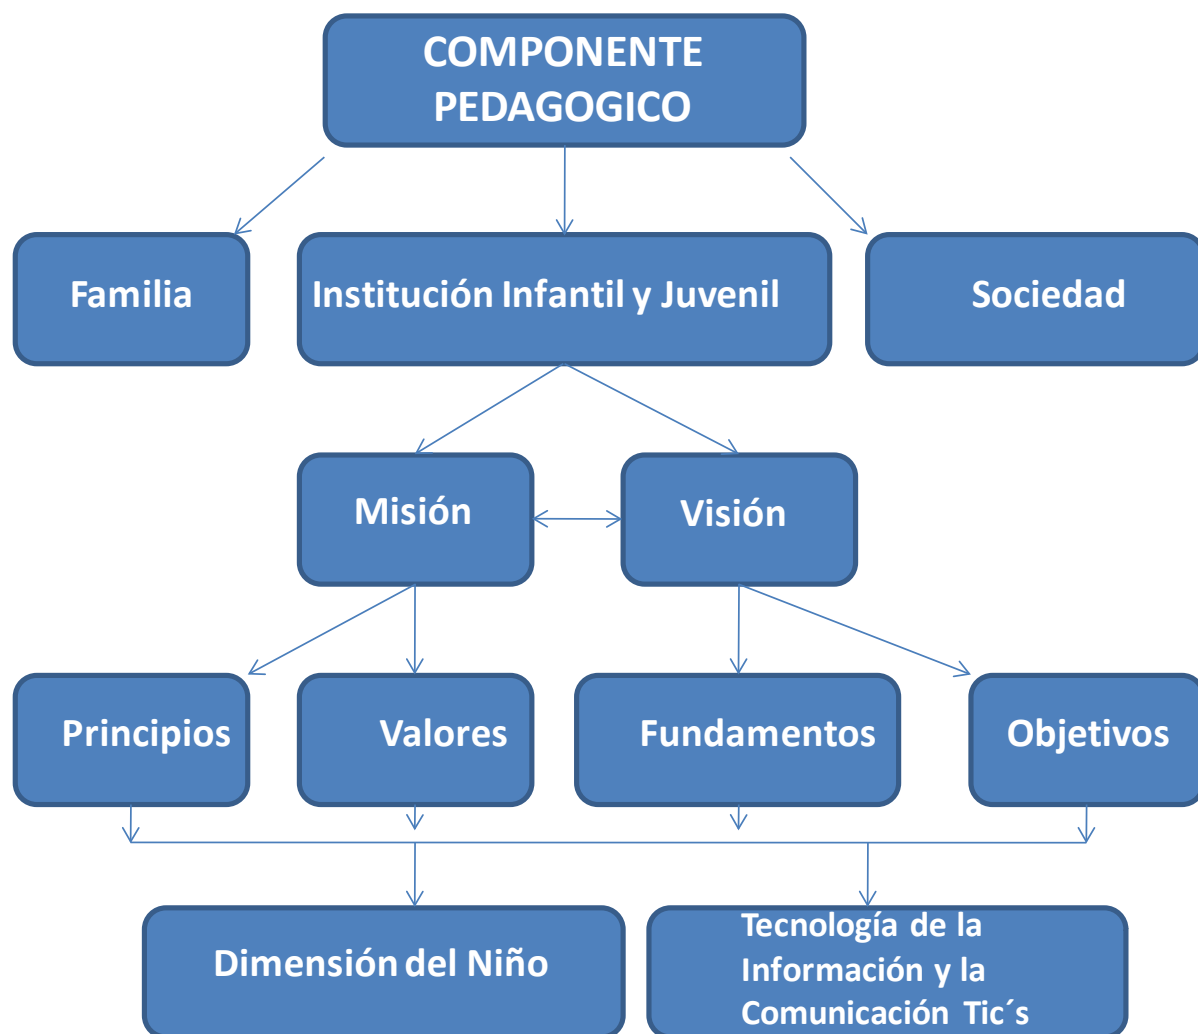 COMPONENTE
PEDAGOGICO
Familia
Institución Infantil y Juvenil
Sociedad
Misión
Visión
Principios
Valores
Fundamentos
Objetivos
Dimensión del Niño
Tecnología de la
Información y la
Comunicación Tic´s